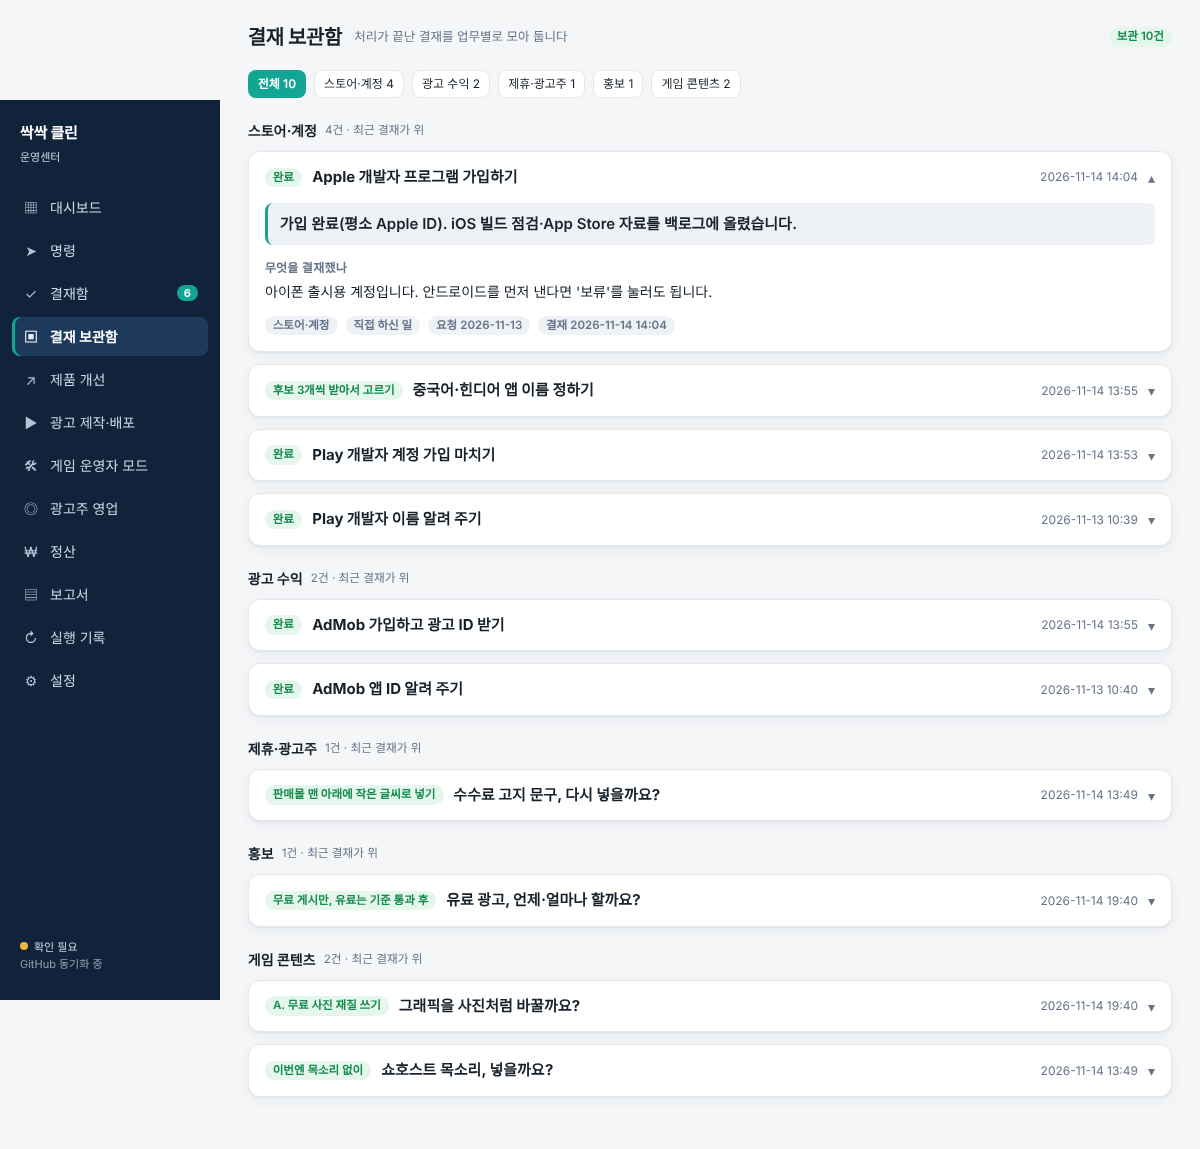 결재 보관함 처리가 끝난 결재를 업무별로 모아 둡니다 보관 10건
전체 10 스토어·계정 4 광고 수익 2 제휴·광고주 1 홍보 1 게임 콘텐츠 2
싹싹 클린
운영센터
대시보드
명령
결재함 6
결재 보관함
제품 개선
광고 제작·배포
게임 운영자 모드
광고주 영업
정산
보고서
실행 기록
설정
확인 필요
GitHub 동기화 중
스토어·계정 4건 · 최근 결재가 위
완료 Apple 개발자 프로그램 가입하기 2026-11-14 14:04
가입 완료(평소 Apple ID). iOS 빌드 점검·App Store 자료를 백로그에 올렸습니다.
무엇을 결재했나
아이폰 출시용 계정입니다. 안드로이드를 먼저 낸다면 '보류'를 눌러도 됩니다.
스토어·계정 직접 하신 일 요청 2026-11-13 결재 2026-11-14 14:04
후보 3개씩 받아서 고르기 중국어·힌디어 앱 이름 정하기 2026-11-14 13:55
완료 Play 개발자 계정 가입 마치기 2026-11-14 13:53
완료 Play 개발자 이름 알려 주기 2026-11-13 10:39
광고 수익 2건 · 최근 결재가 위
완료 AdMob 가입하고 광고 ID 받기 2026-11-14 13:55
완료 AdMob 앱 ID 알려 주기 2026-11-13 10:40
제휴·광고주 1건 · 최근 결재가 위
판매몰 맨 아래에 작은 글씨로 넣기 수수료 고지 문구, 다시 넣을까요? 2026-11-14 13:49
홍보 1건 · 최근 결재가 위
무료 게시만, 유료는 기준 통과 후 유료 광고, 언제·얼마나 할까요? 2026-11-14 19:40
게임 콘텐츠 2건 · 최근 결재가 위
A. 무료 사진 재질 쓰기 그래픽을 사진처럼 바꿀까요? 2026-11-14 19:40
이번엔 목소리 없이 쇼호스트 목소리, 넣을까요? 2026-11-14 13:49